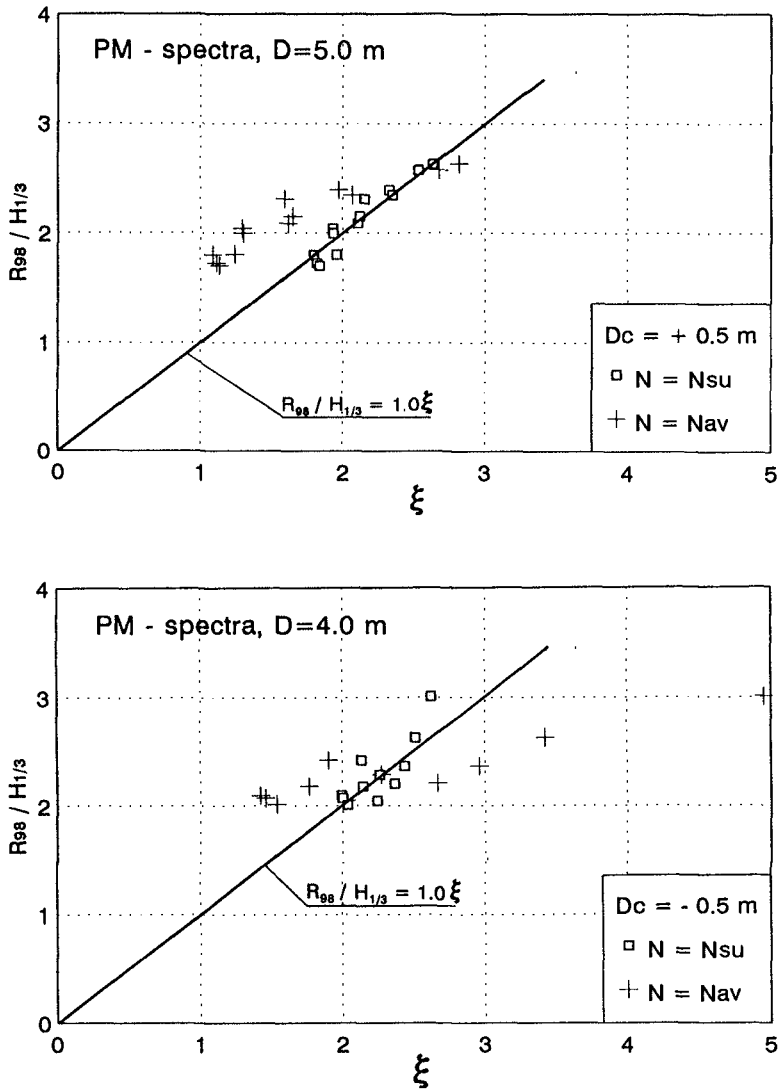 4
PM - spectra, D=5.0 m
3
2
R98 / H1/3
Dc = + 0.5 m
1
N = Nsu
R98 / H1/3 = 1.0ξ
N = Nav
0
0 1 2 3 4 5
ξ
4
PM - spectra, D=4.0 m
3
2
R98 / H1/3
Dc = - 0.5 m
1
R98 / H1/3 = 1.0ξ
N = Nsu
N = Nav
0
0 1 2 3 4 5
ξ